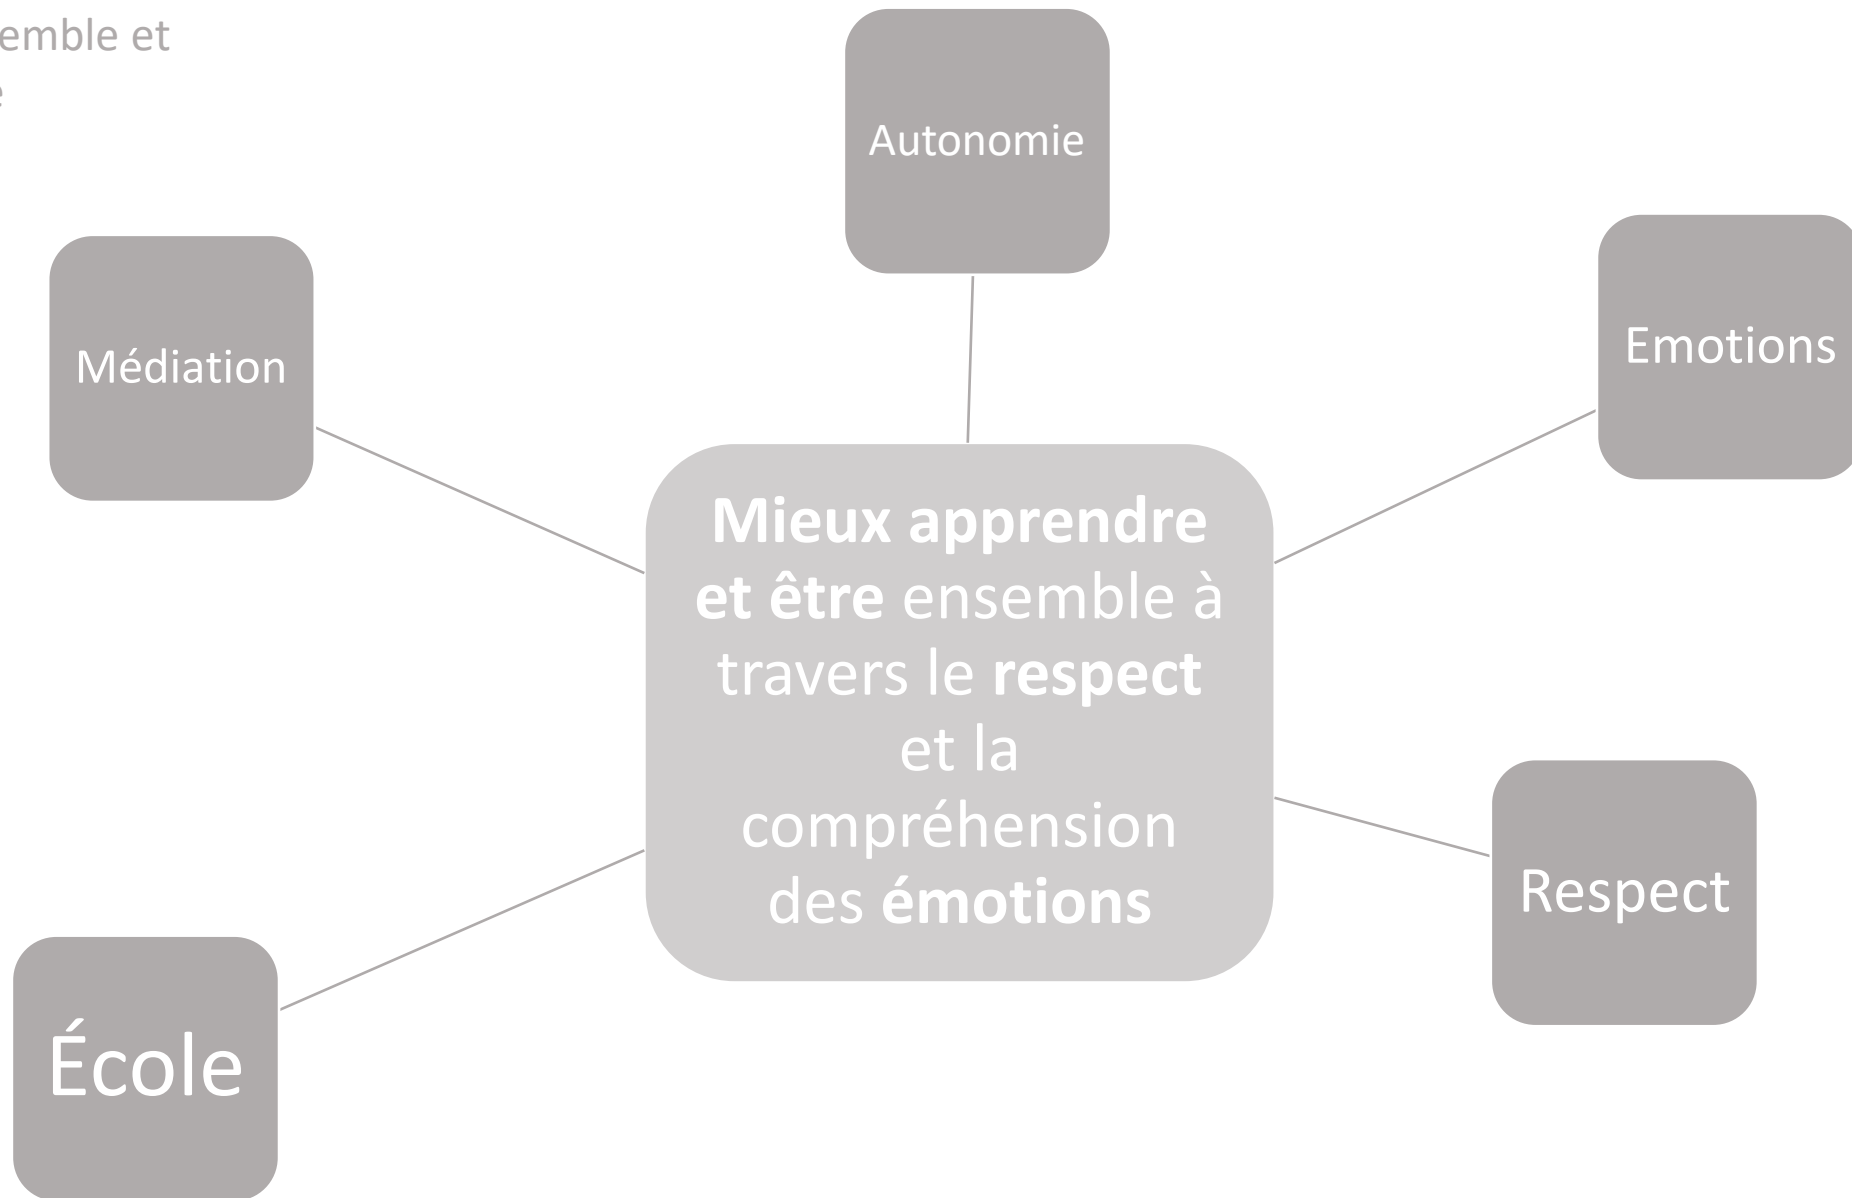 emble et
Autonomie
Médiation
Emotions
Mieux apprendre
et être ensemble à
travers le respect
et la
compréhension
des émotions
Respect
École